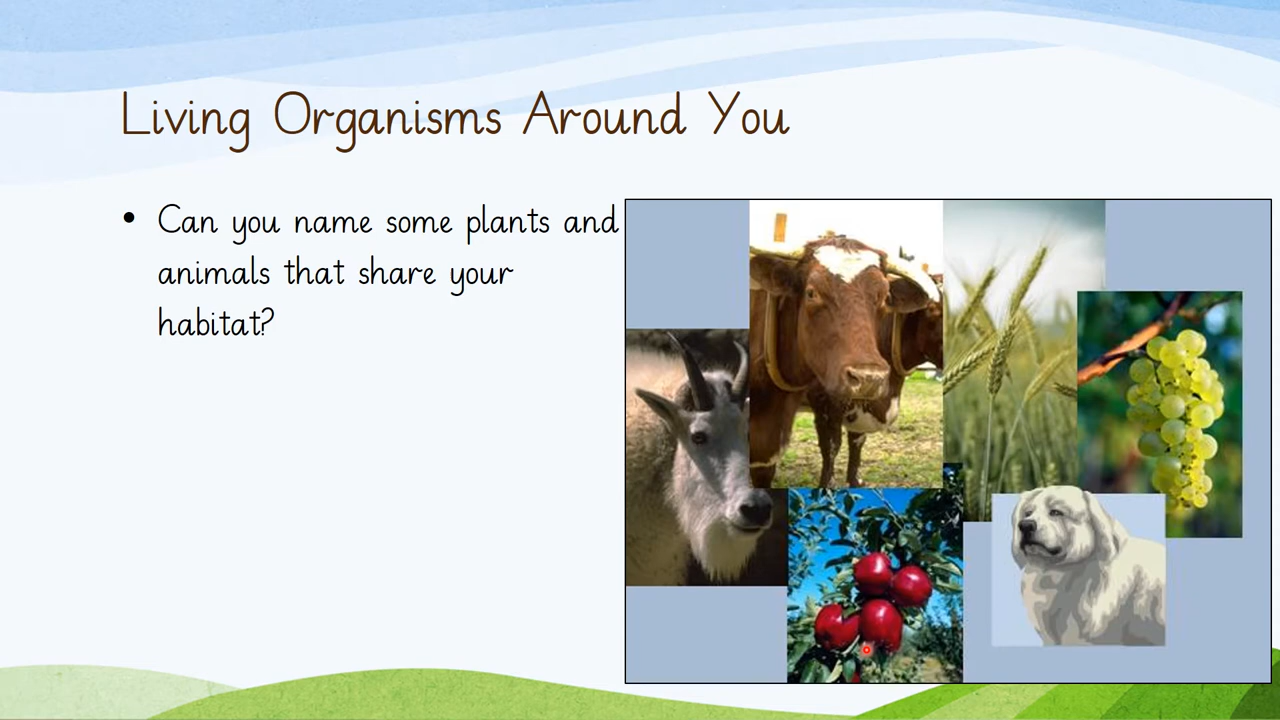 Living Organisms Around You
• Can you name some plants and
animals that share your
habitat?